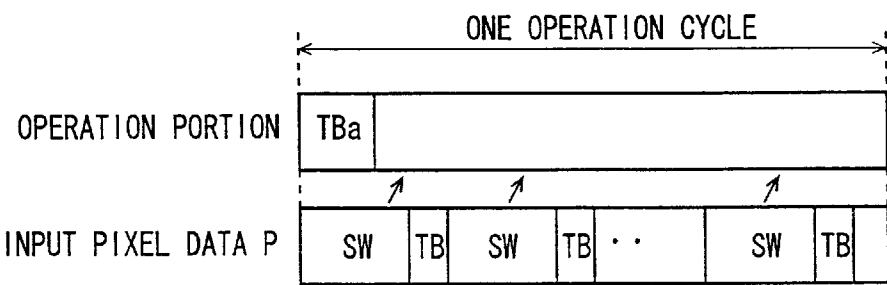 ONE OPERATION CYCLE
OPERATION PORTION TBa
INPUT PIXEL DATA P SW TB SW TB ·· SW TB